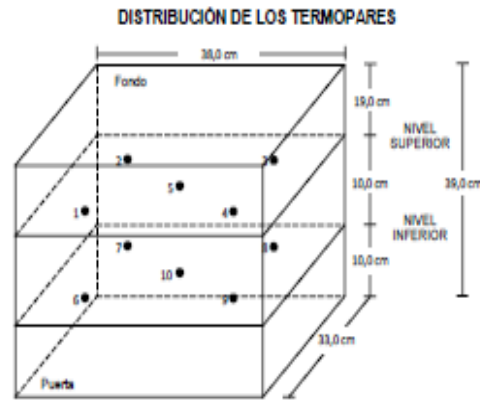 DISTRIBUCIÓN DE LOS TERMOPARES
38,0 cm
Fondo
19,0 cm
NIVEL
SUPERIOR
2
3
5
10,0 cm
39,0 cm
1
4
NIVEL
INFERIOR
7
8
10
10,0 cm
6
9
33,0 cm
Puerta